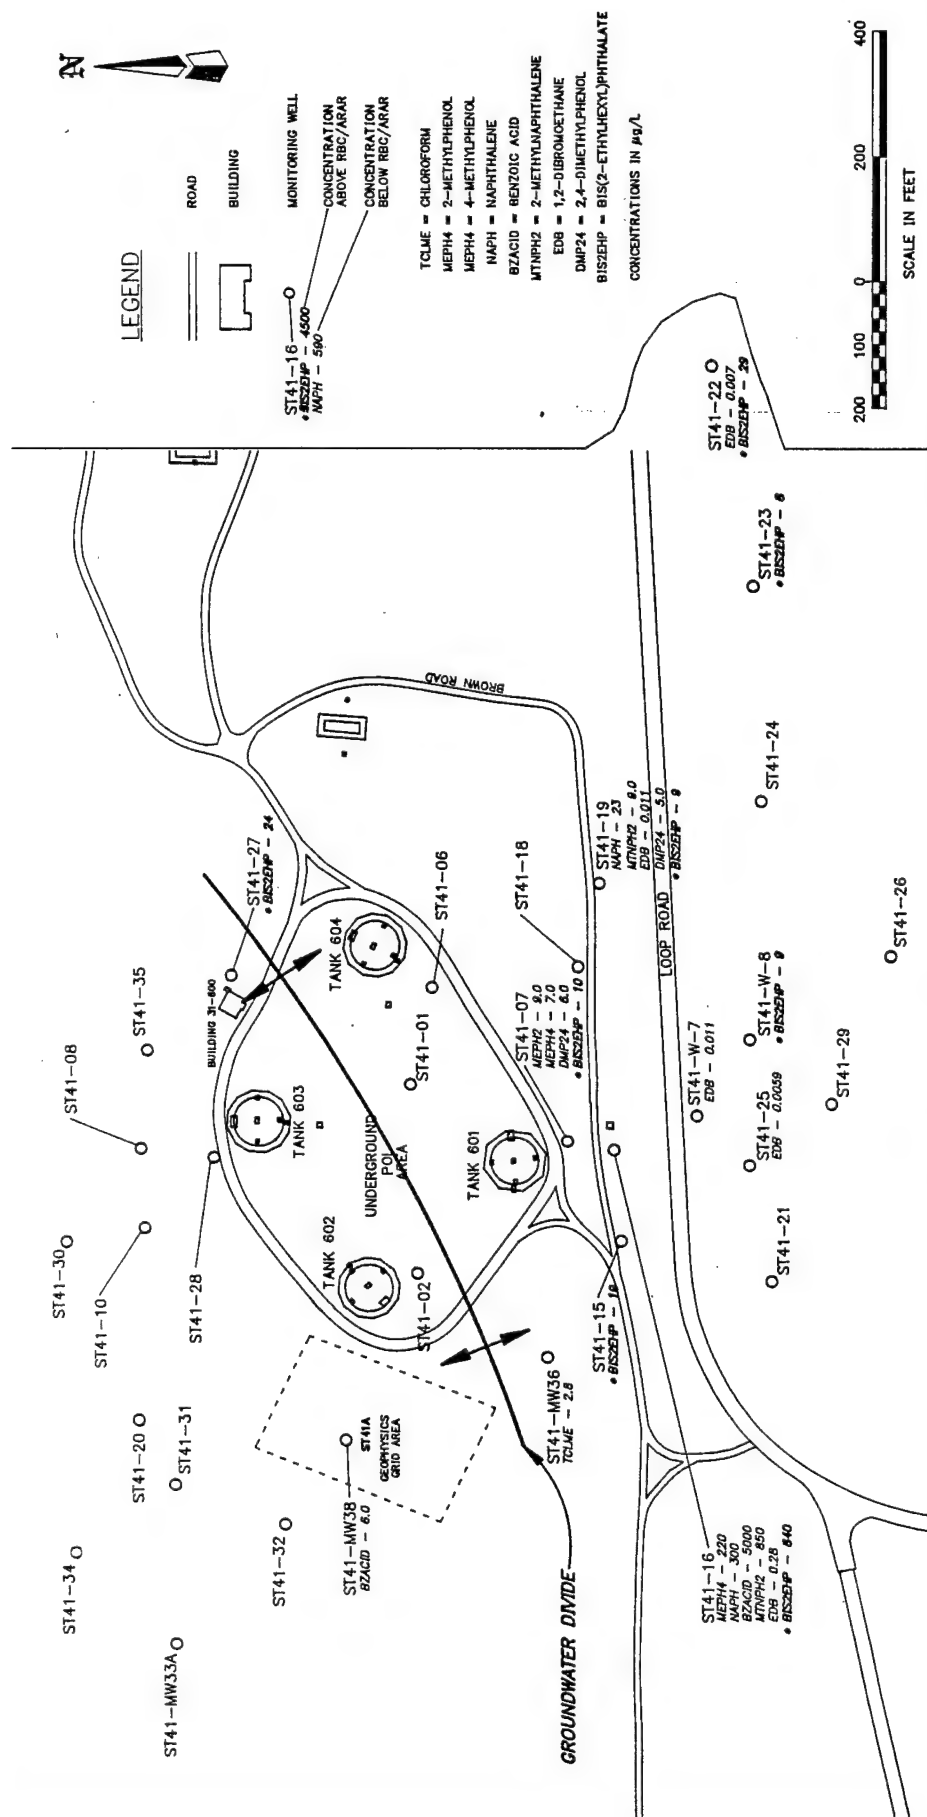 N
LEGEND
ROAD
BUILDING
MONITORING WELL
ST41-16
• BIS2EHP - 4500
NAPH - 590
CONCENTRATION
ABOVE RBC/ARAR
CONCENTRATION
BELOW RBC/ARAR
TCLME = CHLOROFORM
MEPH4 = 2-METHYLPHENOL
MEPH4 = 4-METHYLPHENOL
NAPH = NAPHTHALENE
BZACID = BENZOIC ACID
MTNPH2 = 2-METHYLNAPHTHALENE
EDB = 1,2-DIBROMOETHANE
DMP24 = 2,4-DIMETHYLPHENOL
BIS2EHP = BIS(2-ETHYLHEXYL)PHTHALATE
CONCENTRATIONS IN µg/L
200 100 0 200 400
SCALE IN FEET
ST41-MW33A
ST41-34
ST41-20
ST41-31
ST41-30
ST41-10
ST41-08
ST41-35
ST41-28
ST41-32
ST41-MW38
BZACID - 6.0
ST41A
GEOPHYSICS
GRID AREA
BUILDING 31-600
ST41-27
• BIS2EHP - 24
TANK 603
TANK 604
TANK 602
TANK 601
UNDERGROUND
POL
AREA
ST41-01
ST41-06
ST41-02
ST41-18
ST41-07
MEPH2 - 9.0
MEPH4 - 7.0
DMP24 - 6.0
• BIS2EHP - 10
BROWN ROAD
GROUNDWATER DIVIDE
ST41-MW36
TCLME - 2.8
ST41-15
• BIS2EHP - 18
ST41-16
MEPH4 - 220
NAPH - 300
BZACID - 5000
MTNPH2 - 850
EDB - 0.28
• BIS2EHP - 840
ST41-19
NAPH - 23
MTNPH2 - 9.0
EDB - 0.011
DMP24 - 5.0
• BIS2EHP - 9
LOOP ROAD
ST41-W-7
EDB - 0.011
ST41-25
EDB - 0.0059
ST41-W-8
• BIS2EHP - 9
ST41-21
ST41-29
ST41-26
ST41-24
ST41-23
• BIS2EHP - 6
ST41-22
EDB - 0.007
• BIS2EHP - 29